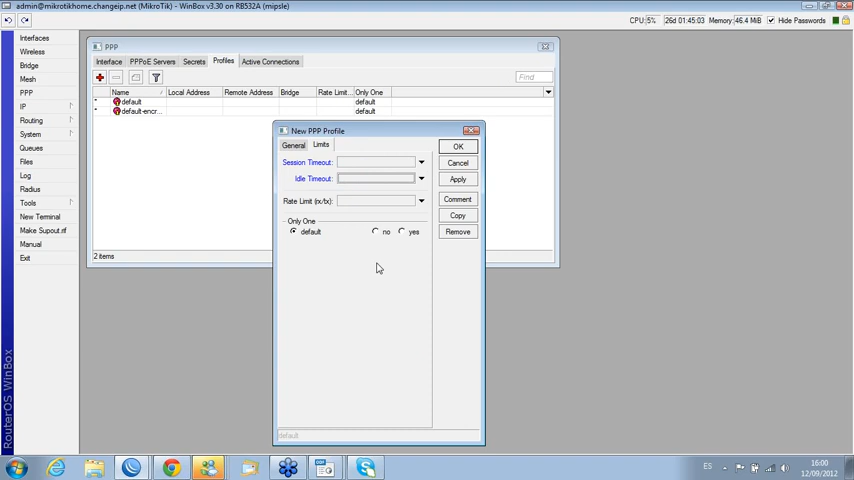 admin@mikrotikhome.changeip.net (MikroTik) - WinBox v3.30 on RB532A (mipsle)
CPU: 5% 26d 01:45:03 Memory: 46.4 MiB Hide Passwords
Interfaces
Wireless
Bridge
Mesh
PPP
IP
Routing
System
Queues
Files
Log
Radius
Tools
New Terminal
Make Supout.rif
Manual
Exit
RouterOS WinBox
PPP
Interface PPPoE Servers Secrets Profiles Active Connections
Find
Name Local Address Remote Address Bridge Rate Limit... Only One
* default default
* default-encr... default
2 items
New PPP Profile
General Limits
Session Timeout:
Idle Timeout:
Rate Limit (rx/tx):
Only One
default no yes
OK
Cancel
Apply
Comment
Copy
Remove
default
ES
16:00
12/09/2012